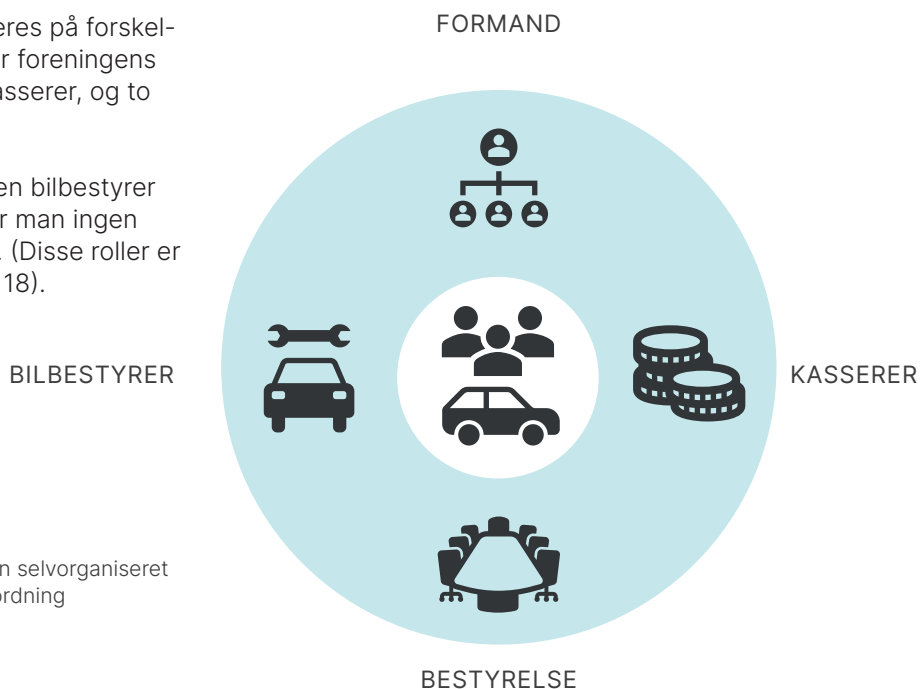 eres på forskel-
r foreningens
asserer, og to
en bilbestyrer
r man ingen
. (Disse roller er
18).
FORMAND
BILBESTYRER
KASSERER
BESTYRELSE
n selvorganiseret
ordning